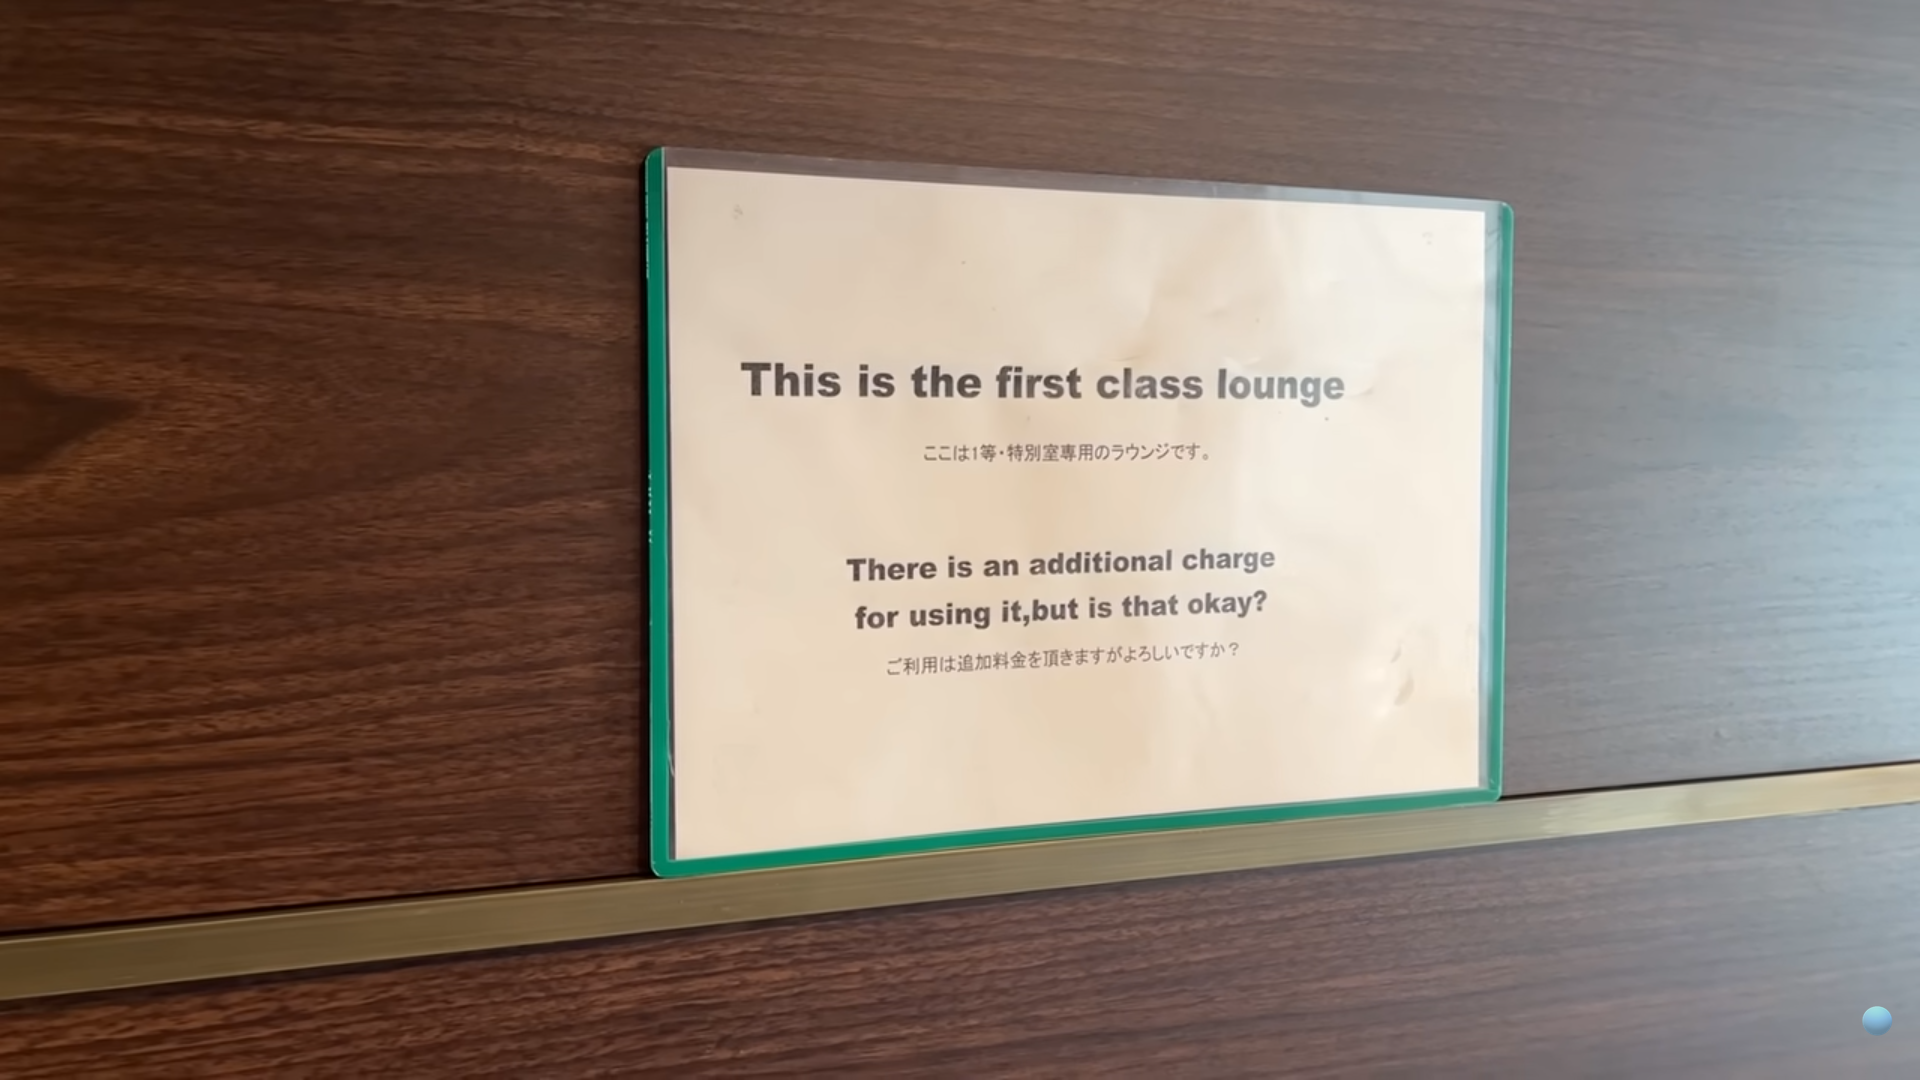 This is the first class lounge
ここは1等・特別室専用のラウンジです。
There is an additional charge
for using it,but is that okay?
ご利用は追加料金を頂きますがよろしいですか？